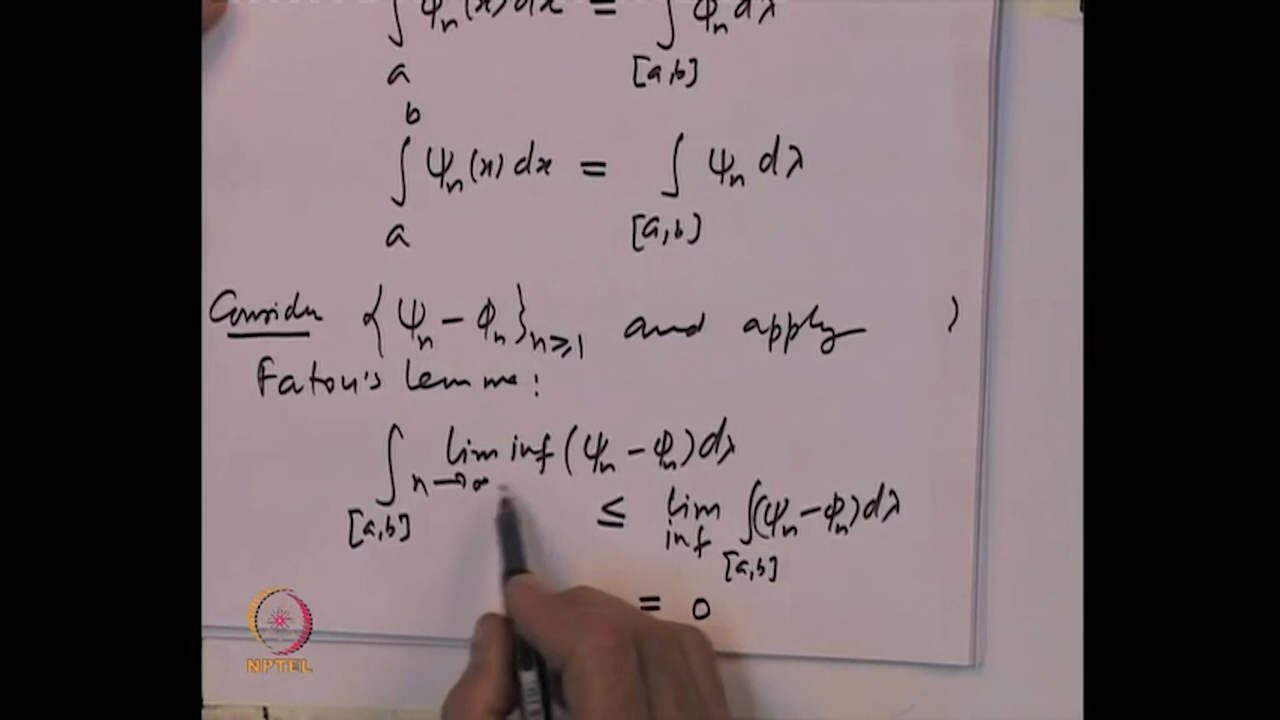 ∫ φₙ(x) dx = ∫ φₙ dλ
a [a,b]
b
∫ ψₙ(x) dx = ∫ ψₙ dλ
a [a,b]
Consider {ψₙ − φₙ}ₙ≥₁ and apply )
Fatou's lemma:
∫ lim inf (ψₙ − φₙ) dλ
n→∞
[a,b] ≤ lim inf ∫ (ψₙ − φₙ) dλ
[a,b]
= 0
NPTEL